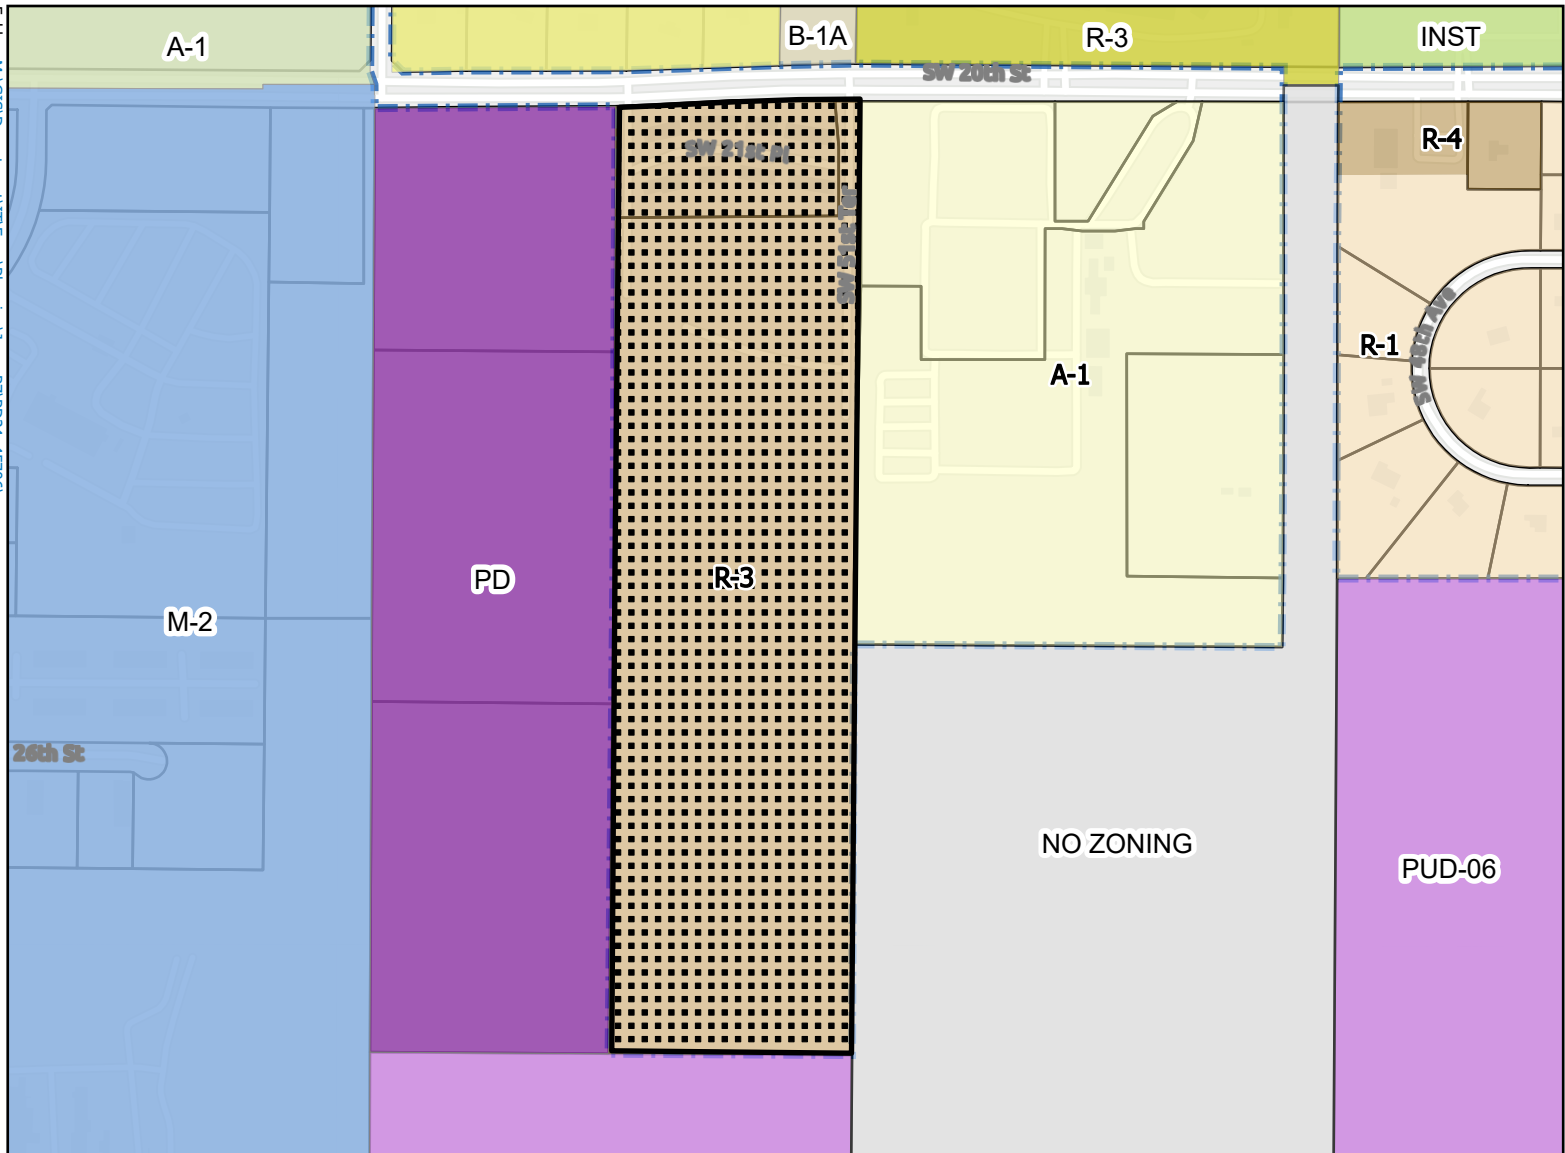 A-1
B-1A
R-3
INST
SW 20th St
R-4
SW 21st Pl
SW 51st Ter
SW 48th Ave
R-1
A-1
PD
R-3
M-2
26th St
NO ZONING
PUD-06